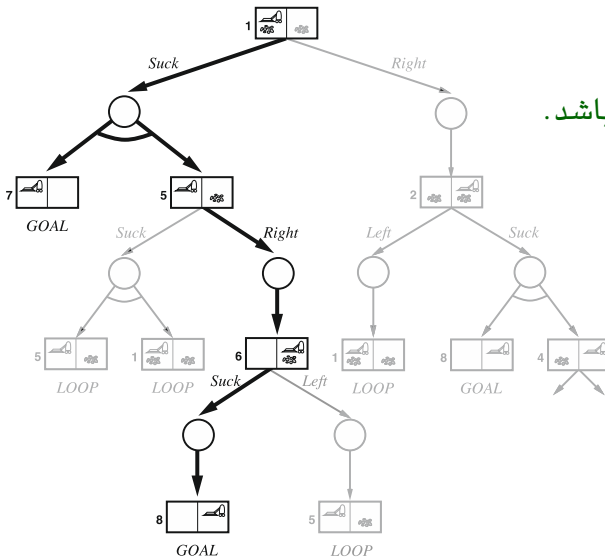 1
Suck
Right
باشد.
7
5
2
GOAL
Suck
Right
Left
Suck
5
1
6
1
8
4
LOOP
LOOP
Suck
Left
LOOP
GOAL
8
5
GOAL
LOOP